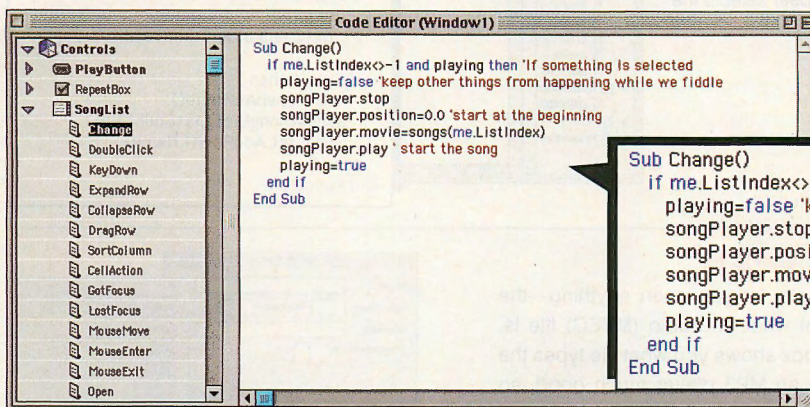 Code Editor (Window1)
Controls
PlayButton
RepeatBox
SongList
Change
DoubleClick
KeyDown
ExpandRow
CollapseRow
DragRow
SortColumn
CellAction
GotFocus
LostFocus
MouseMove
MouseEnter
MouseExit
Open
Sub Change()
if me.ListIndex<>-1 and playing then 'If something is selected
playing=false 'keep other things from happening while we fiddle
songPlayer.stop
songPlayer.position=0.0 'start at the beginning
songPlayer.movie=songs(me.ListIndex)
songPlayer.play ' start the song
playing=true
end if
End Sub
Sub Change()
if me.ListIndex<>
playing=false 'k
songPlayer.stop
songPlayer.posi
songPlayer.mov
songPlayer.play
playing=true
end if
End Sub